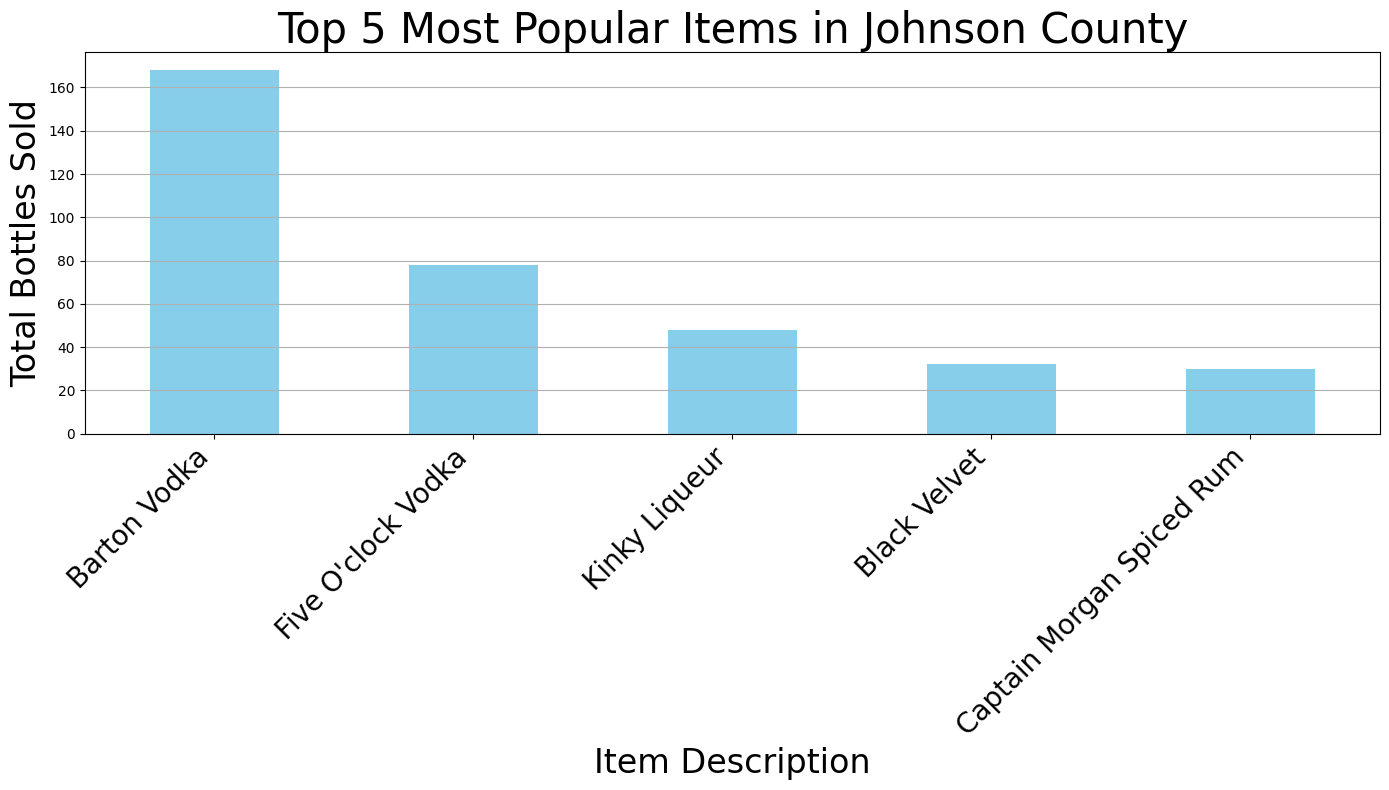 Top 5 Most Popular Items in Johnson County
Total Bottles Sold
160
140
120
100
80
60
40
20
0
Barton Vodka
Five O'clock Vodka
Kinky Liqueur
Black Velvet
Captain Morgan Spiced Rum
Item Description